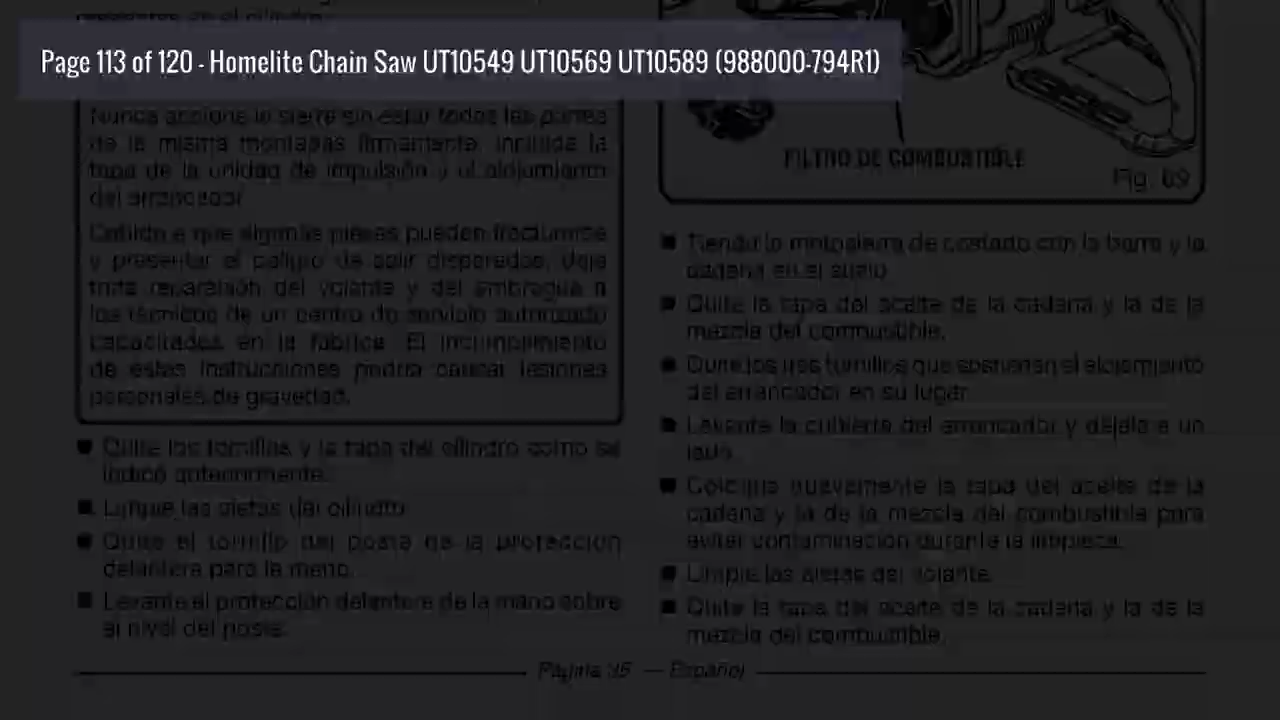 Page 113 of 120 - Homelite Chain Saw UT10549 UT10569 UT10589 (988000-794R1)
Nunca accione la sierra sin estar todas las partes
de la misma montadas firmamente, incluida la
tapa de la unidad de impulsión y el alojamiento
del arrancador.
Debido a que algunas piezas pueden fracturarse
y presentar el peligro de salir disparadas, deje
toda reparación del volante y del embrague a
los técnicos de un centro de servicio autorizado
capacitados en la fábrica. El incumplimiento
de estas instrucciones podría causar lesiones
personales de gravedad.
■ Quite los tornillos y la tapa del cilindro como se
indicó anteriormente.
■ Limpie las aletas del cilindro.
■ Quite el tornillo del poste de la protección
delantera para la mano.
■ Levante el protección delantera de la mano sobre
al nivel del poste.
FILTRO DE COMBUSTIBLE
Fig. 69
■ Tienda la motosierra de costado con la barra y la
cadena en el suelo.
■ Quite la tapa del aceite de la cadena y la de la
mezcla del combustible.
■ Quite los tres tornillos que sostienen el alojamiento
del arrancador en su lugar.
■ Levante la cubierta del arrancador y déjela a un
lado.
■ Coloque nuevamente la tapa del aceite de la
cadena y la de la mezcla del combustible para
evitar contaminación durante la limpieza.
■ Limpie las aletas del volante.
■ Quite la tapa del aceite de la cadena y la de la
mezcla del combustible.
Página 35 — Español